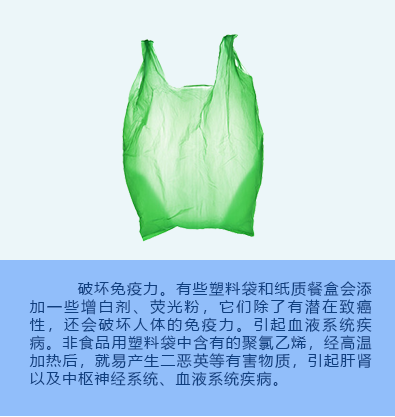 破坏免疫力。有些塑料袋和纸质餐盒会添
加一些增白剂、荧光粉，它们除了有潜在致癌
性，还会破坏人体的免疫力。引起血液系统疾
病。非食品用塑料袋中含有的聚氯乙烯，经高温
加热后，就易产生二恶英等有害物质，引起肝肾
以及中枢神经系统、血液系统疾病。